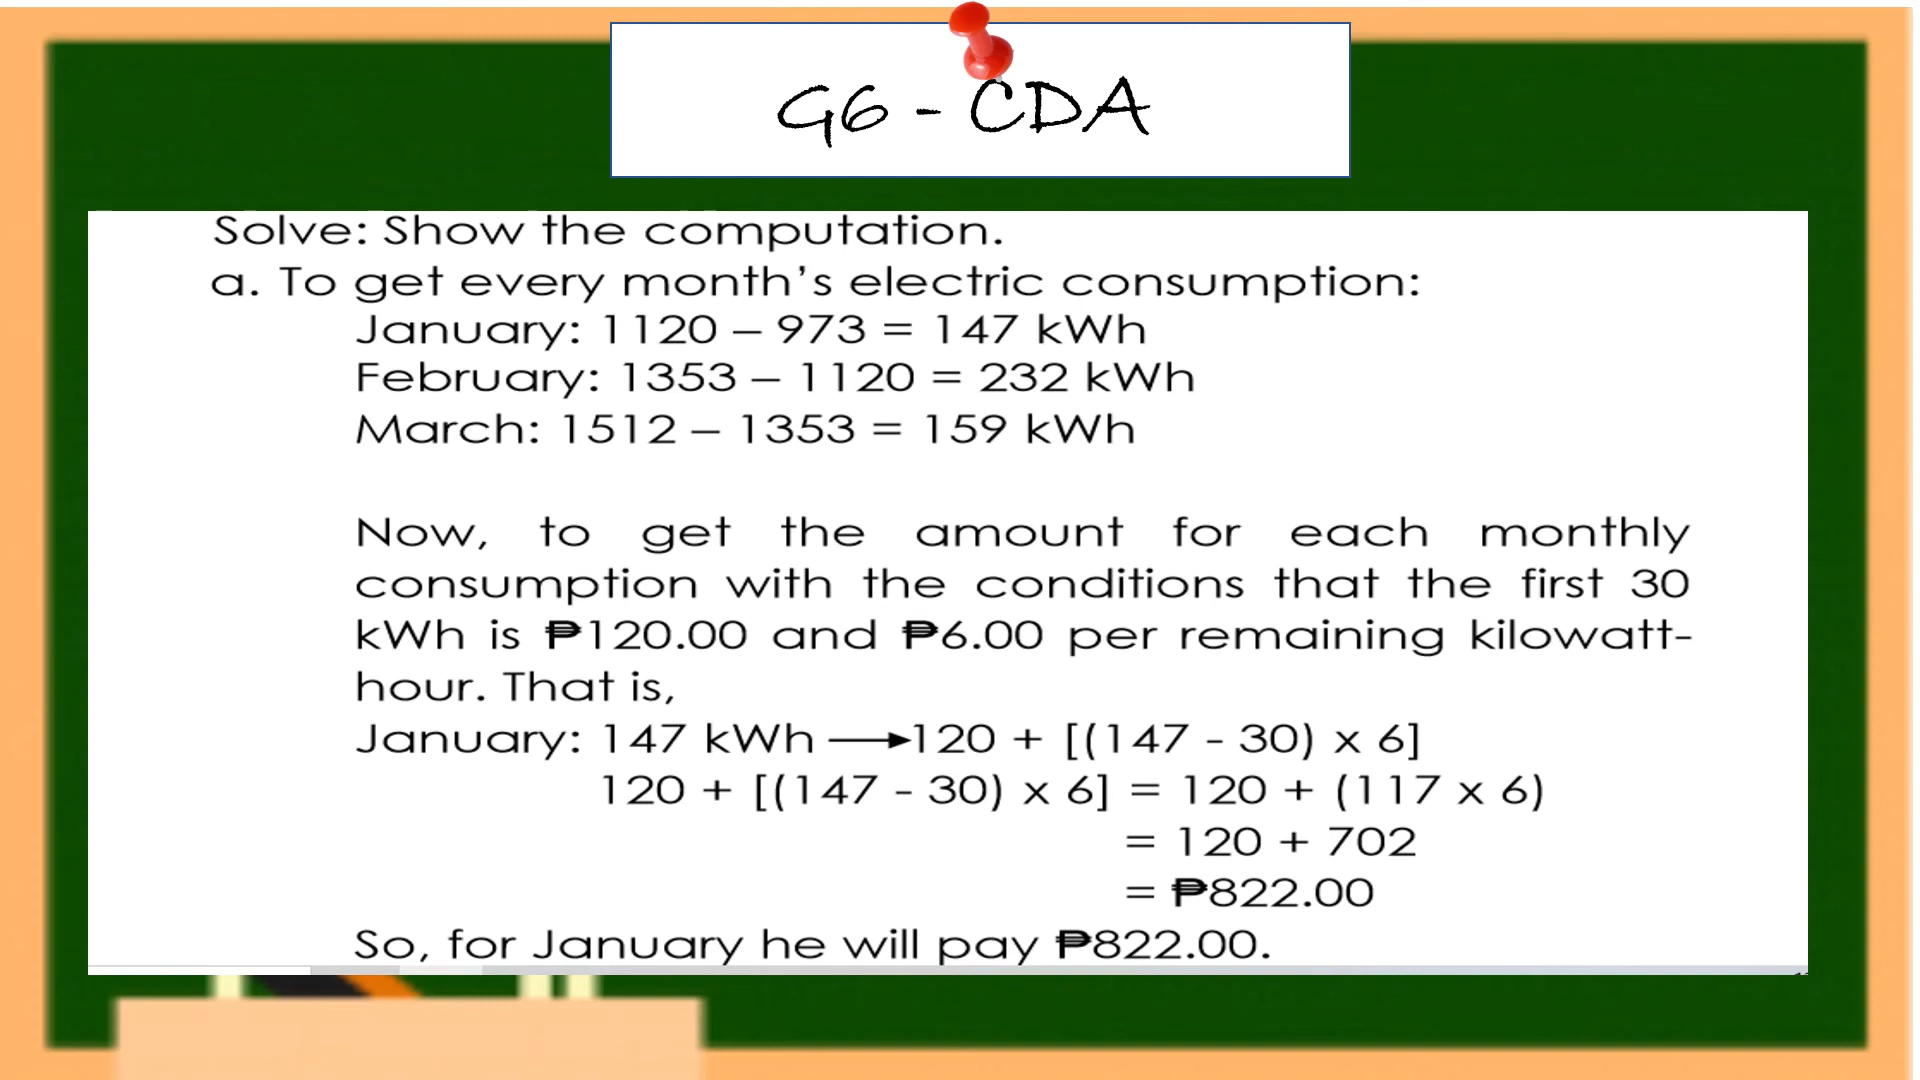 G6 - CDA
Solve: Show the computation.
a. To get every month's electric consumption:
January: 1120 – 973 = 147 kWh
February: 1353 – 1120 = 232 kWh
March: 1512 – 1353 = 159 kWh
Now, to get the amount for each monthly
consumption with the conditions that the first 30
kWh is ₱120.00 and ₱6.00 per remaining kilowatt-
hour. That is,
January: 147 kWh ⟶120 + [(147 - 30) x 6]
120 + [(147 - 30) x 6] = 120 + (117 x 6)
= 120 + 702
= ₱822.00
So, for January he will pay ₱822.00.